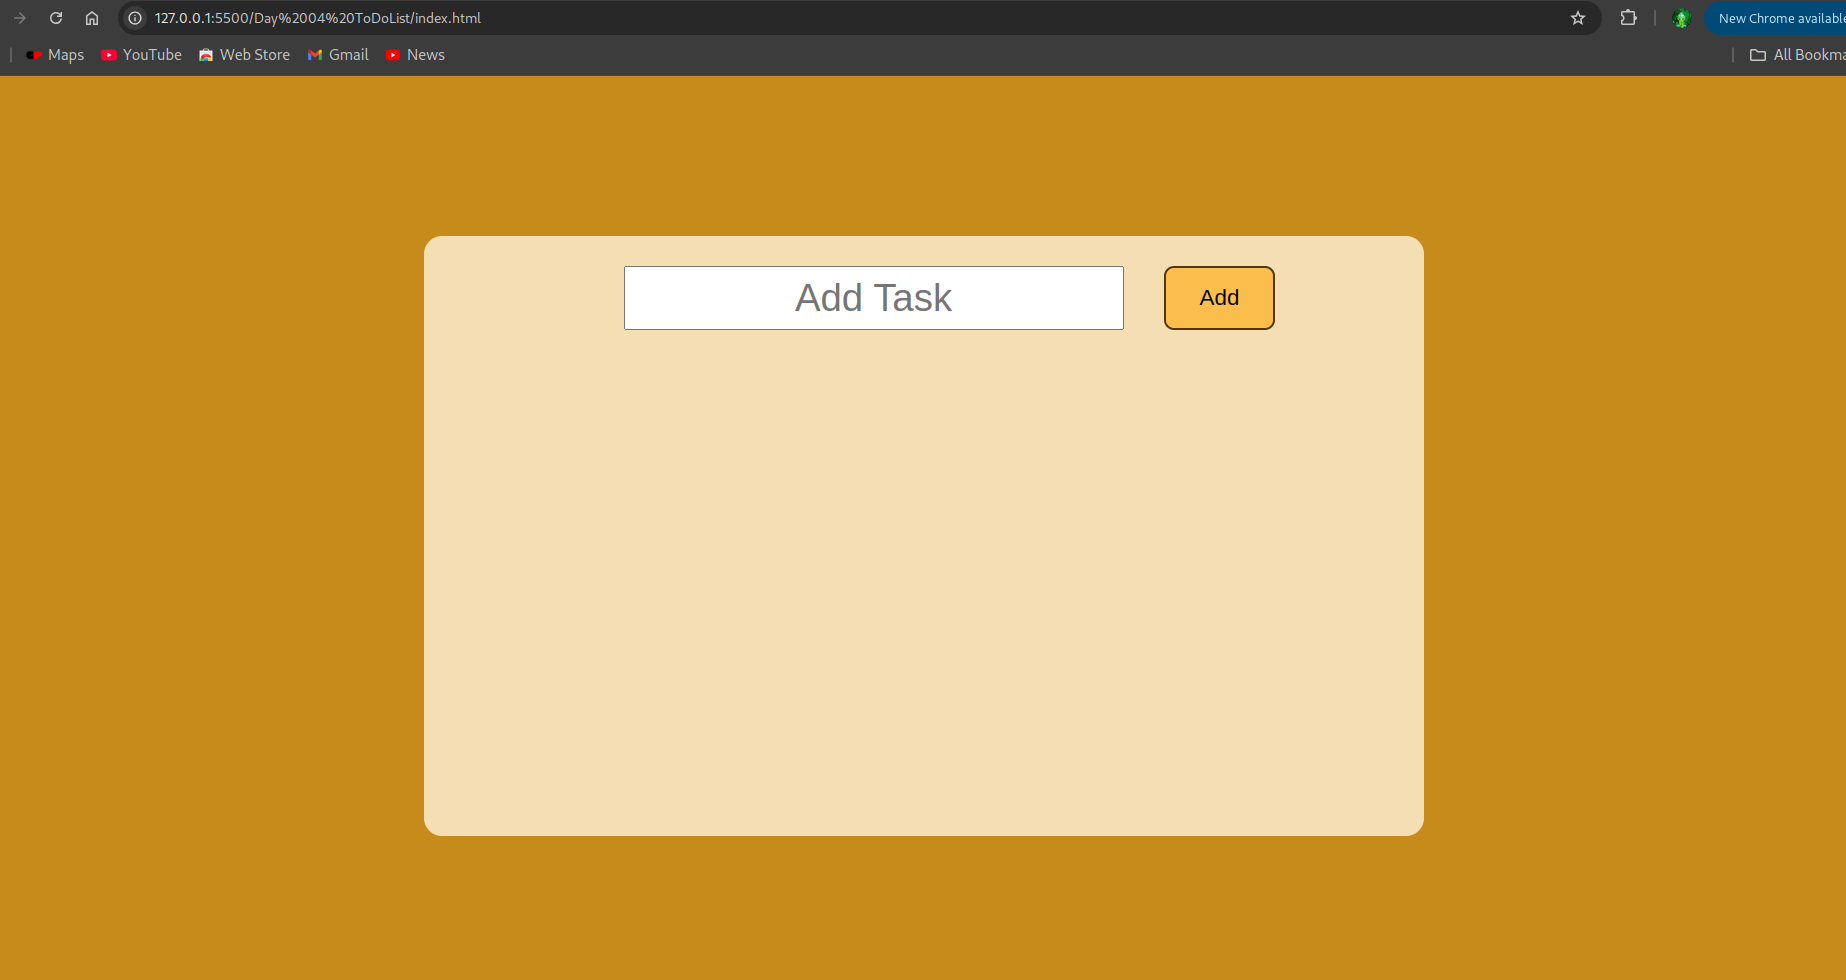 127.0.0.1:5500/Day%2004%20ToDoList/index.html
New Chrome available
Maps YouTube Web Store Gmail News
All Bookma
Add Task Add